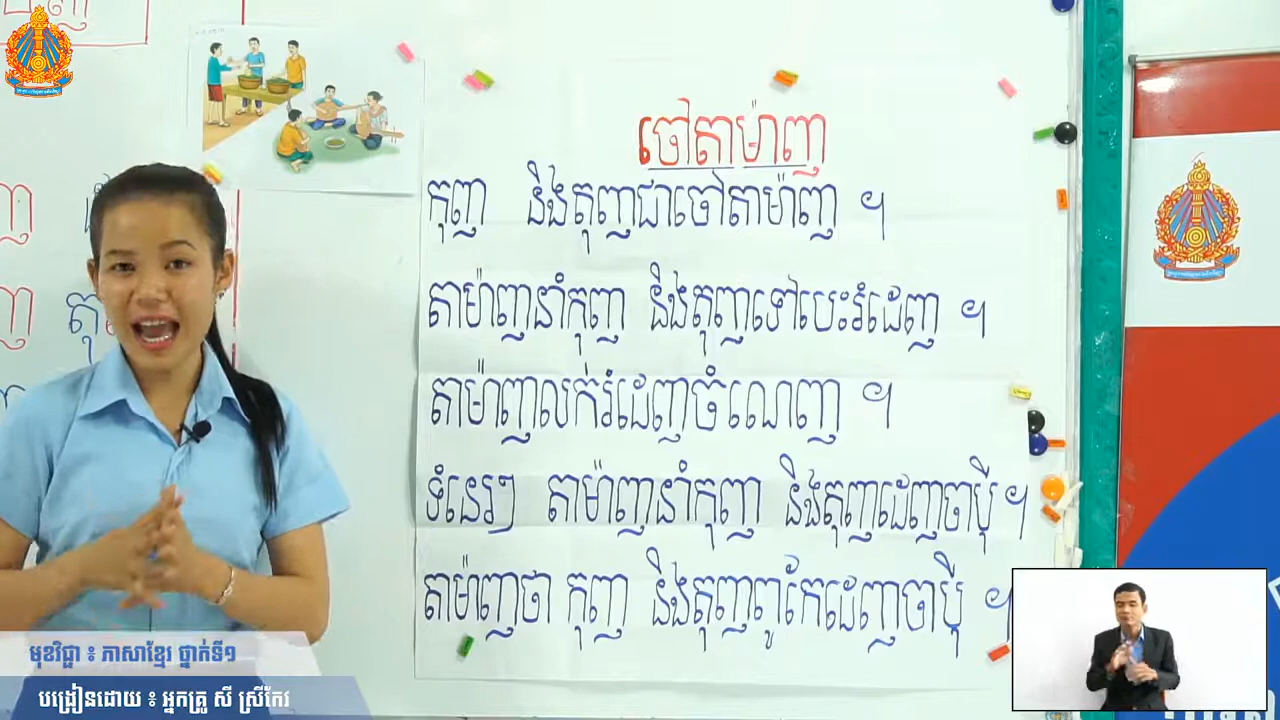 ចៅតាម៉ាញ
កុញ និងតុញជាចៅតាម៉ាញ ។
តាម៉ាញនាំកុញ និងតុញទៅបេះរំដេញ ។
តាម៉ាញលក់រំដេញចំណេញ ។
ទំនេរៗ តាម៉ាញនាំកុញ និងតុញដេញចាប៉ី ។
តាម៉ាញថា កុញ និងតុញពូកែដេញចាប៉ី ។
មុខវិជ្ជា ៖ ភាសាខ្មែរ ថ្នាក់ទី១
បង្រៀនដោយ ៖ អ្នកគ្រូ សី ស្រីកែវ